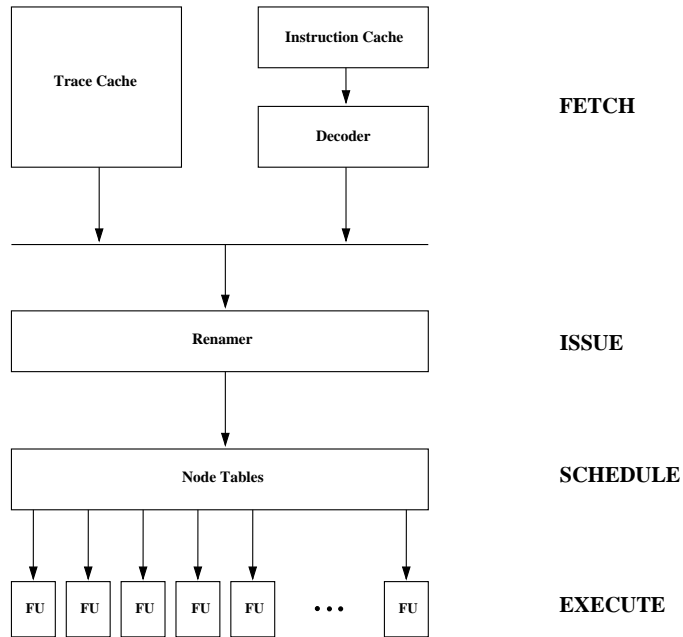 Instruction Cache
Trace Cache
FETCH
Decoder
Renamer
ISSUE
Node Tables
SCHEDULE
FU FU FU FU FU ... FU
EXECUTE